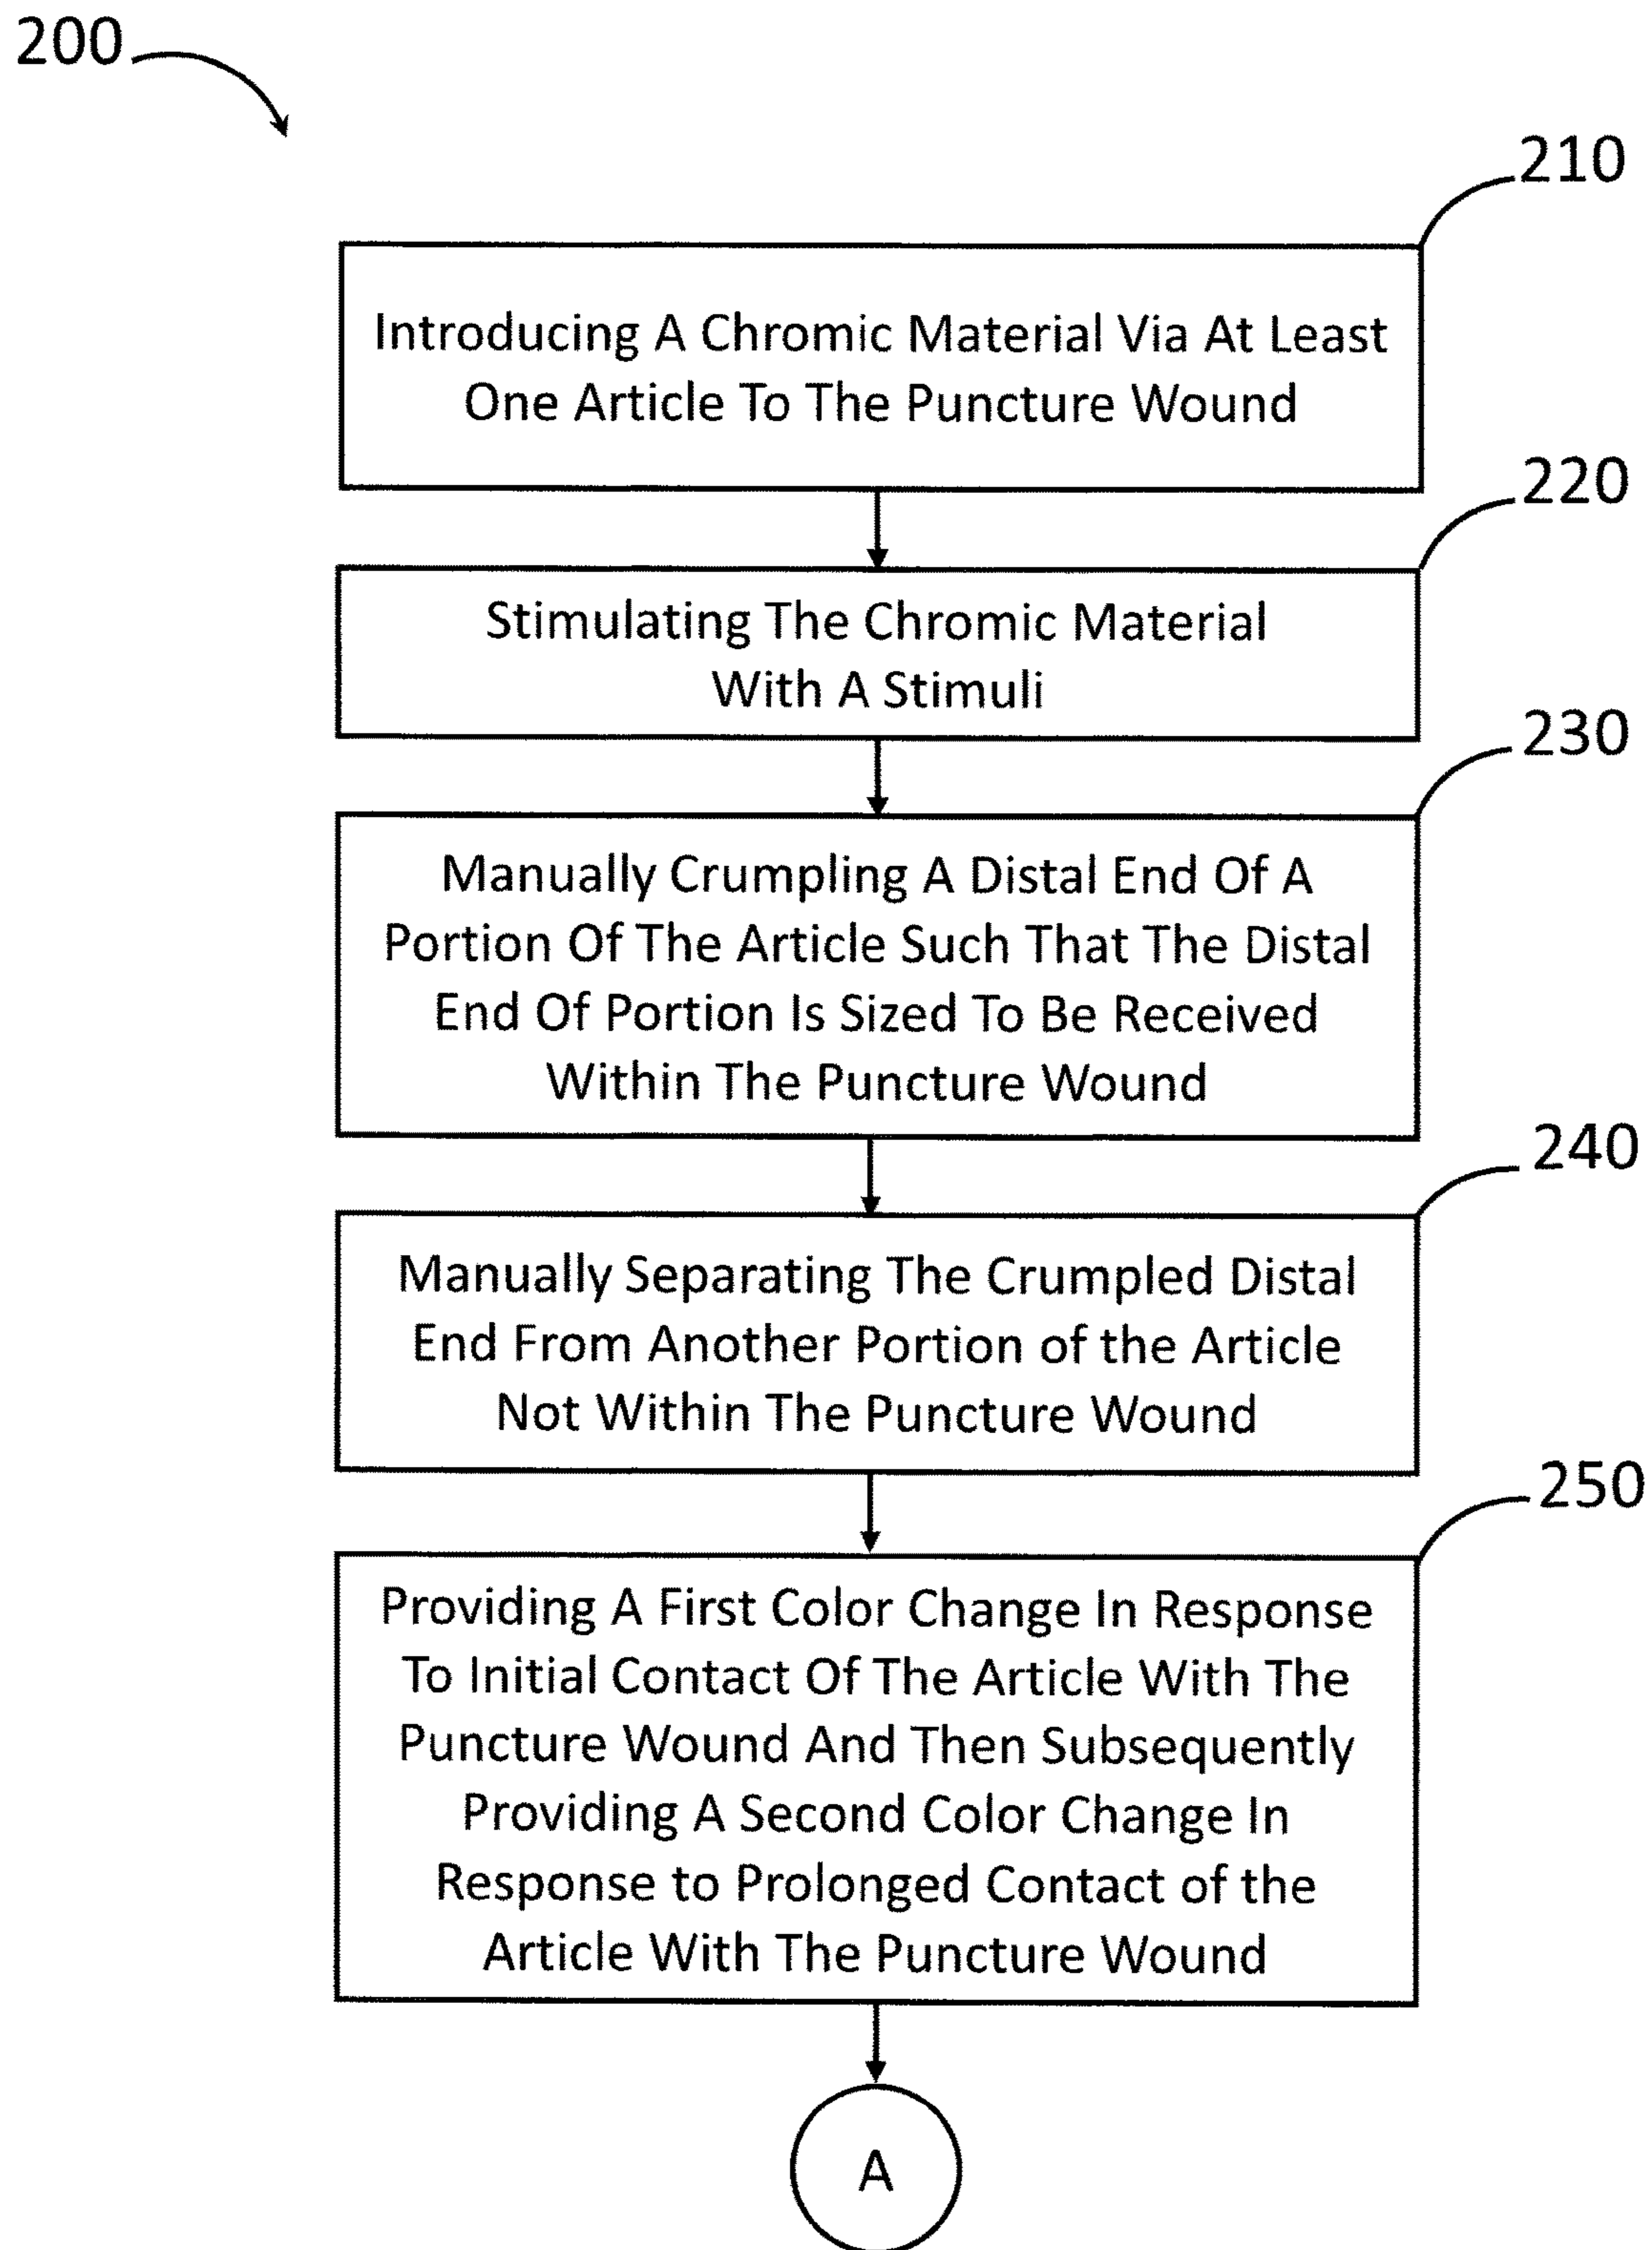 200
210
Introducing A Chromic Material Via At Least
One Article To The Puncture Wound
220
Stimulating The Chromic Material
With A Stimuli
230
Manually Crumpling A Distal End Of A
Portion Of The Article Such That The Distal
End Of Portion Is Sized To Be Received
Within The Puncture Wound
240
Manually Separating The Crumpled Distal
End From Another Portion of the Article
Not Within The Puncture Wound
250
Providing A First Color Change In Response
To Initial Contact Of The Article With The
Puncture Wound And Then Subsequently
Providing A Second Color Change In
Response to Prolonged Contact of the
Article With The Puncture Wound
A